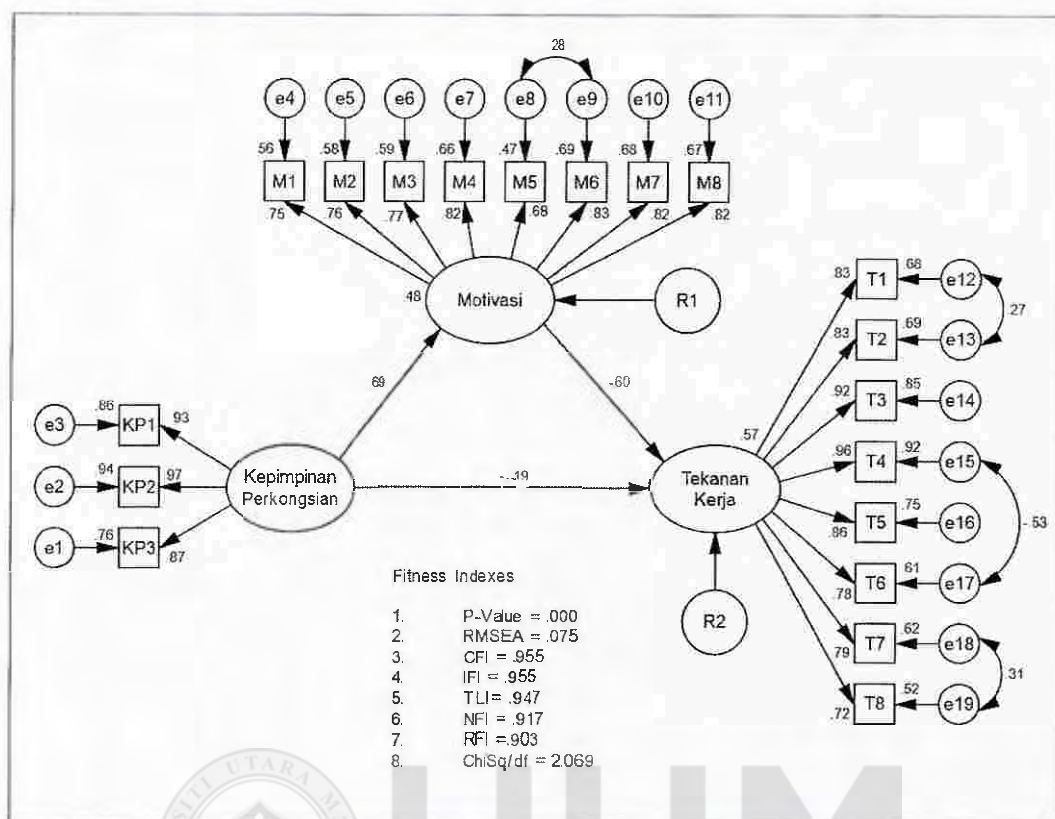 28
e4 e5 e6 e7 e8 e9 e10 e11
56 .58 .59 .66 .47 .69 .68 .67
M1 M2 M3 M4 M5 M6 M7 M8
.75 .76 .77 .82 .68 .83 .82 .82
48 Motivasi R1
69
-.60
.83 T1 .68 e12
27
.83 T2 .69 e13
.92 T3 .85 e14
.57
.96 T4 .92 e15
.86 T5 .75 e16
-.53
.78 T6 .61 e17
.79 T7 .62 e18
31
.72 T8 .52 e19
e3 .86 KP1 .93
e2 .94 KP2 .97
e1 .76 KP3 .87
Kepimpinan
Perkongsian
Tekanan
Kerja
R2
Fitness Indexes
1. P-Value = .000
2. RMSEA = .075
3. CFI = .955
4. IFI = .955
5. TLI= .947
6. NFI = .917
7. RFI =.903
8. ChiSq/df = 2.069
SITI UTARA MA
UUM